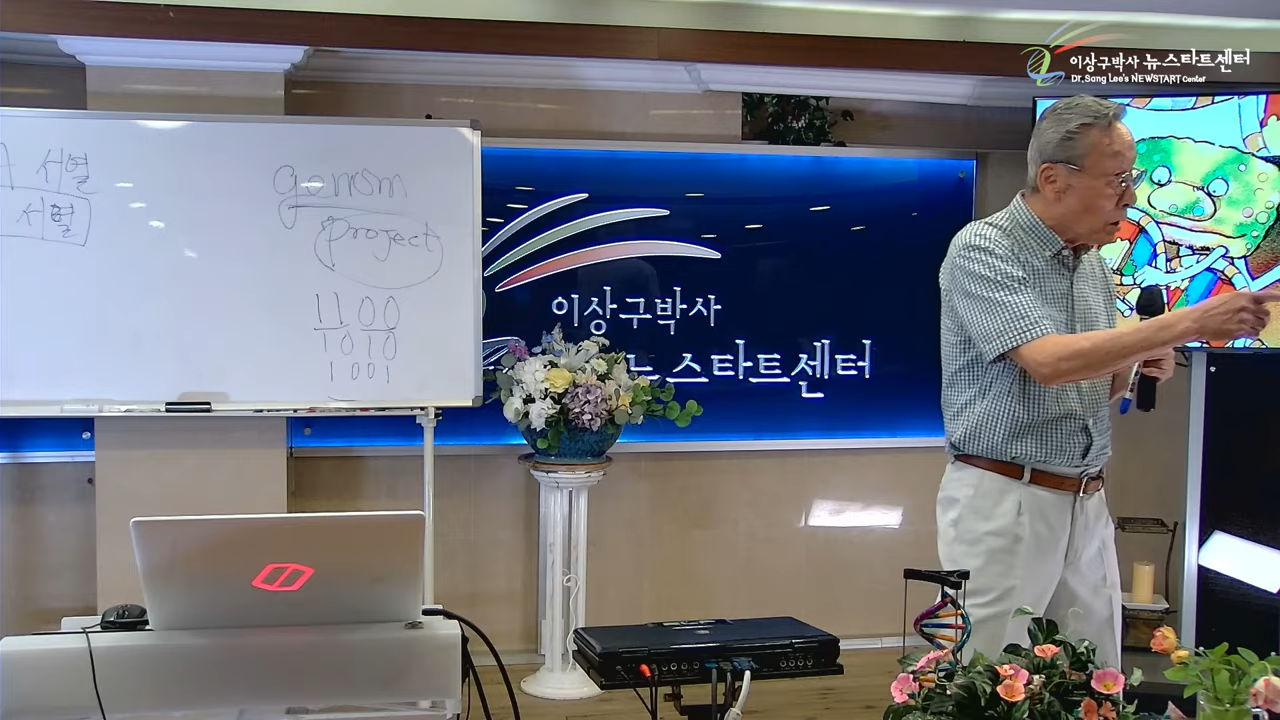 이상구박사 뉴스타트센터
Dr. Sang Lee's NEWSTART Center
서열
서열
genom
project
1100
1010
1001
이상구박사
뉴스타트센터